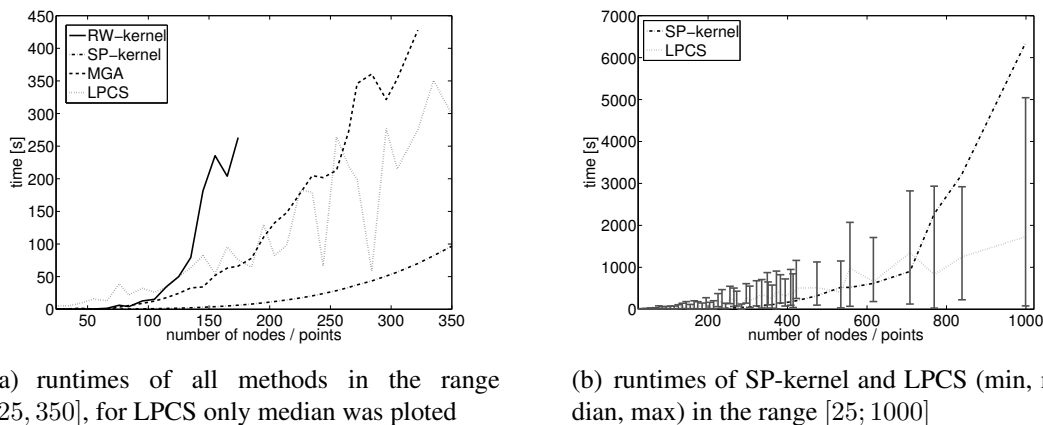 450
400
350
300
250
200
150
100
50
0
time [s]
RW−kernel
SP−kernel
MGA
LPCS
50 100 150 200 250 300 350
number of nodes / points
7000
6000
5000
4000
3000
2000
1000
0
time [s]
SP−kernel
LPCS
200 400 600 800 1000
number of nodes / points
a) runtimes of all methods in the range
25, 350], for LPCS only median was ploted
(b) runtimes of SP-kernel and LPCS (min,
dian, max) in the range [25; 1000]